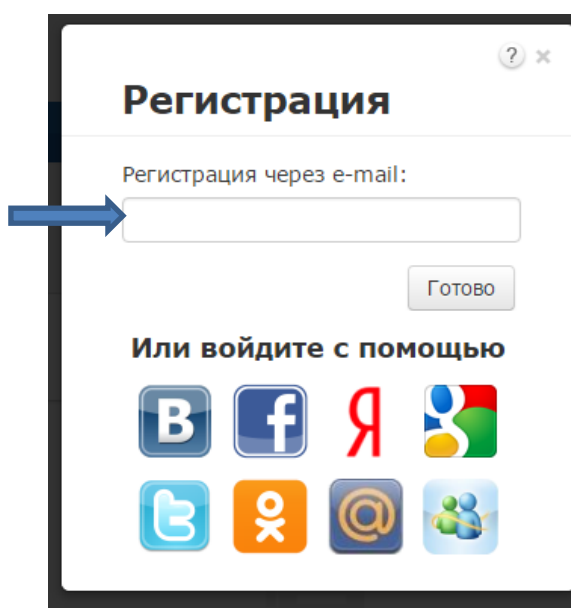 ?
Регистрация
Регистрация через e-mail:
Готово
Или войдите с помощью
В f Я g
t @